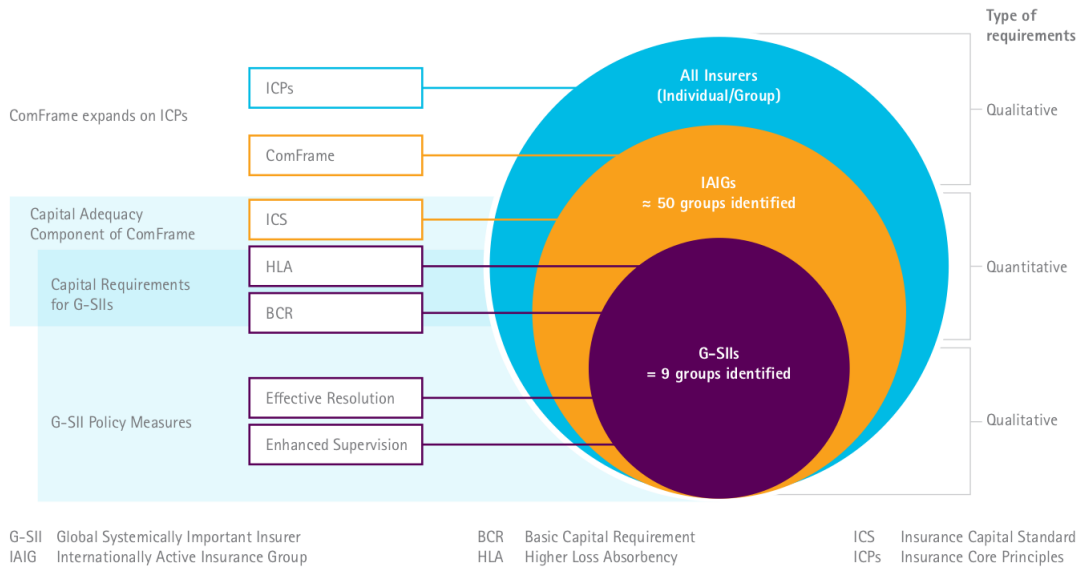 Type of
requirements
All Insurers
(Individual/Group)
ICPs
ComFrame expands on ICPs
Qualitative
ComFrame
IAIGs
≈ 50 groups identified
Capital Adequacy
Component of ComFrame
ICS
HLA
Quantitative
Capital Requirements
for G-SIIs
BCR
G-SIIs
= 9 groups identified
Effective Resolution
G-SII Policy Measures
Qualitative
Enhanced Supervision
G-SII Global Systemically Important Insurer
IAIG Internationally Active Insurance Group
BCR Basic Capital Requirement
HLA Higher Loss Absorbency
ICS Insurance Capital Standard
ICPs Insurance Core Principles